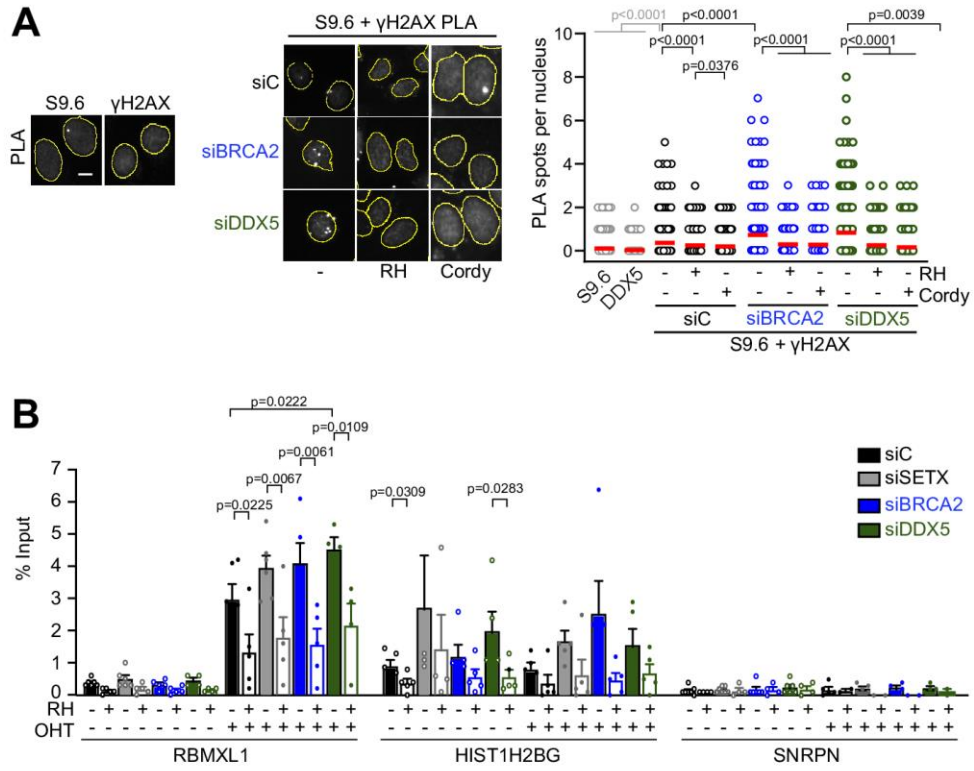 A
S9.6 + γH2AX PLA
S9.6 γH2AX
PLA
siC
siBRCA2
siDDX5
- RH Cordy
p<0.0001 p<0.0001 p=0.0039
p<0.0001 p<0.0001 p<0.0001
p=0.0376
PLA spots per nucleus
10
8
6
4
2
0
S9.6 DDX5
- + - - + - - + - RH
- - + - - + - - + Cordy
siC siBRCA2 siDDX5
S9.6 + γH2AX
B
p=0.0222
p=0.0109
p=0.0061
p=0.0067
p=0.0225
p=0.0309
p=0.0283
siC
siSETX
siBRCA2
siDDX5
% Input
7
6
5
4
3
2
1
0
RH - + - + - + - + - + - + - + - + - + - + - + - + - + - + - + - + - + - + - + - + - + - + - + - +
OHT - - - - - - - - + + + + + + + + - - - - - - - - + + + + + + + + - - - - - - - - + + + + + + + +
RBMXL1 HIST1H2BG SNRPN